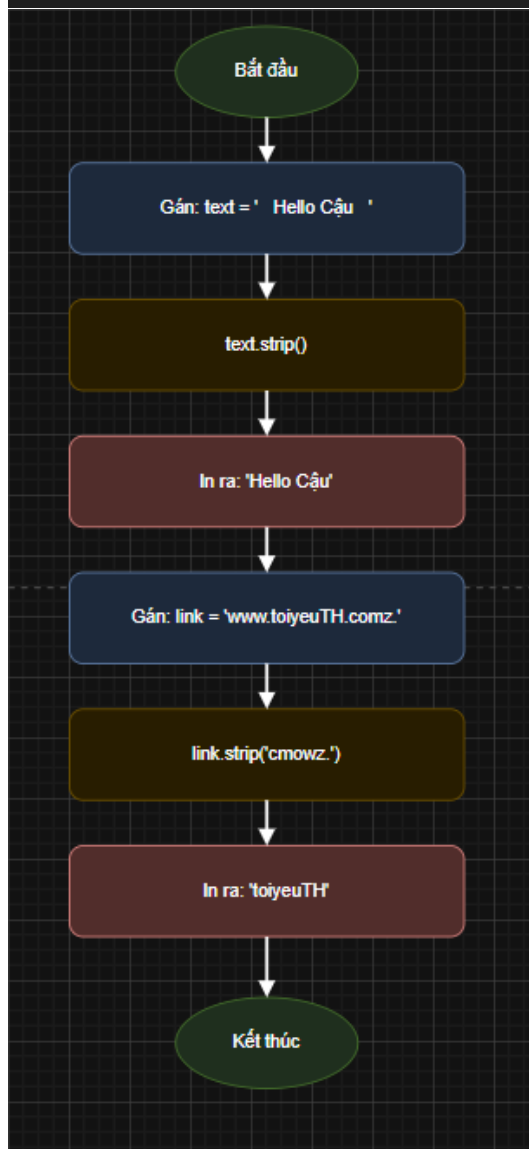 Bắt đầu
Gán: text = '   Hello Cậu   '
text.strip()
In ra: 'Hello Cậu'
Gán: link = 'www.toiyeuTH.comz.'
link.strip('cmowz.')
In ra: 'toiyeuTH'
Kết thúc